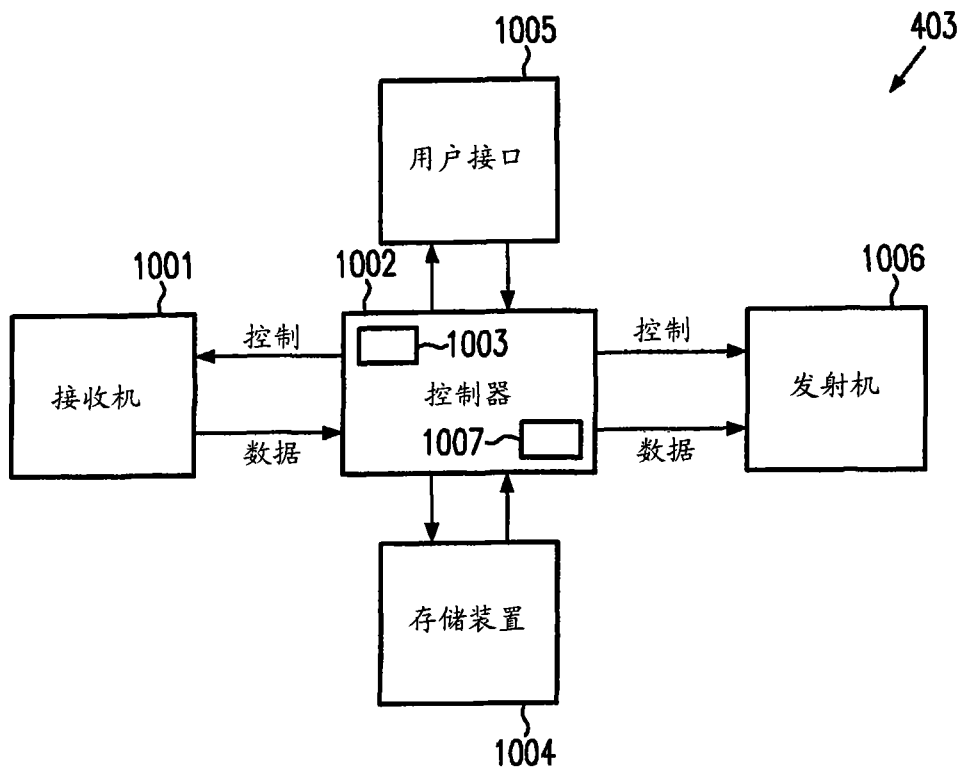 1005
403
用户接口
1001
1002
1006
控制
1003
控制
接收机
控制器
发射机
数据
1007
数据
存储装置
1004